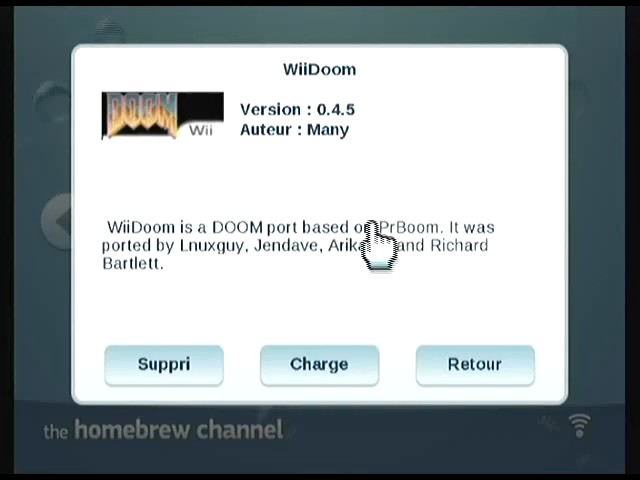 WiiDoom
DOOM
Wii
Version : 0.4.5
Auteur : Many
WiiDoom is a DOOM port based on PrBoom. It was
ported by Lnuxguy, Jendave, and Richard
Bartlett.
Suppri
Charge
Retour
the homebrew channel